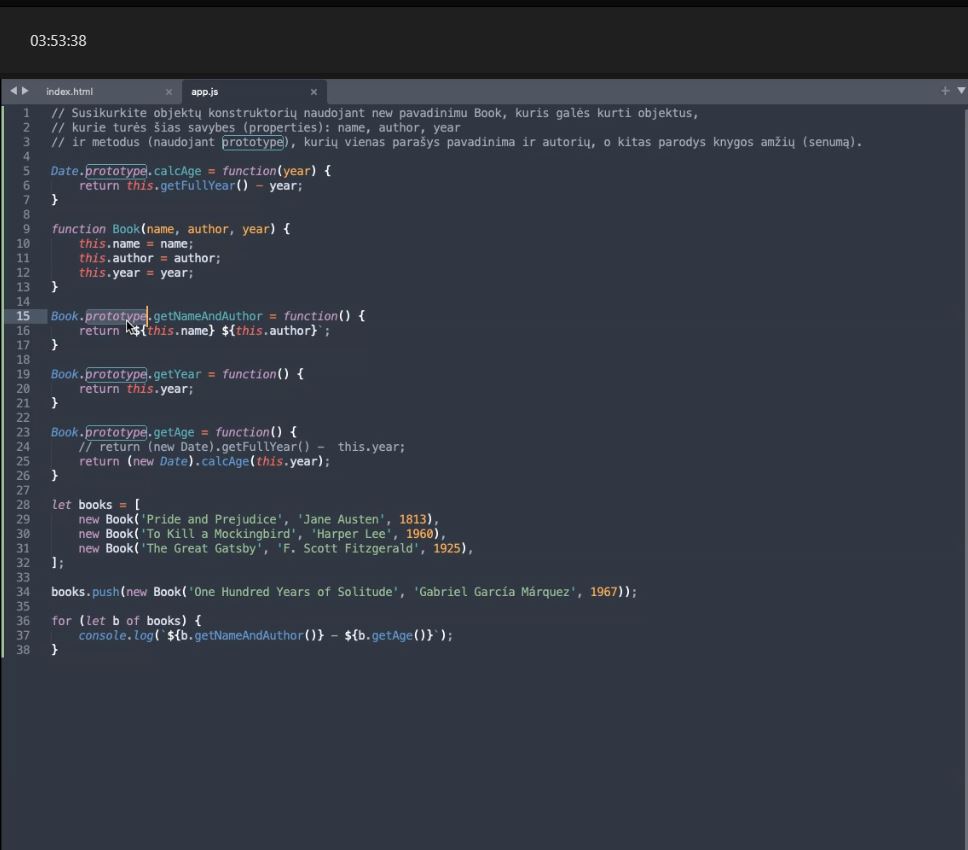 03:53:38
index.html × app.js ×
1 // Susikurkite objektų konstruktorių naudojant new pavadinimu Book, kuris galės kurti objektus,
2 // kurie turės šias savybes (properties): name, author, year
3 // ir metodus (naudojant prototype), kurių vienas parašys pavadinima ir autorių, o kitas parodys knygos amžių (senumą).
4
5 Date.prototype.calcAge = function(year) {
6 return this.getFullYear() - year;
7 }
8
9 function Book(name, author, year) {
10 this.name = name;
11 this.author = author;
12 this.year = year;
13 }
14
15 Book.prototype.getNameAndAuthor = function() {
16 return `${this.name} ${this.author}`;
17 }
18
19 Book.prototype.getYear = function() {
20 return this.year;
21 }
22
23 Book.prototype.getAge = function() {
24 // return (new Date).getFullYear() - this.year;
25 return (new Date).calcAge(this.year);
26 }
27
28 let books = [
29 new Book('Pride and Prejudice', 'Jane Austen', 1813),
30 new Book('To Kill a Mockingbird', 'Harper Lee', 1960),
31 new Book('The Great Gatsby', 'F. Scott Fitzgerald', 1925),
32 ];
33
34 books.push(new Book('One Hundred Years of Solitude', 'Gabriel García Márquez', 1967));
35
36 for (let b of books) {
37 console.log(`${b.getNameAndAuthor()} - ${b.getAge()}`);
38 }